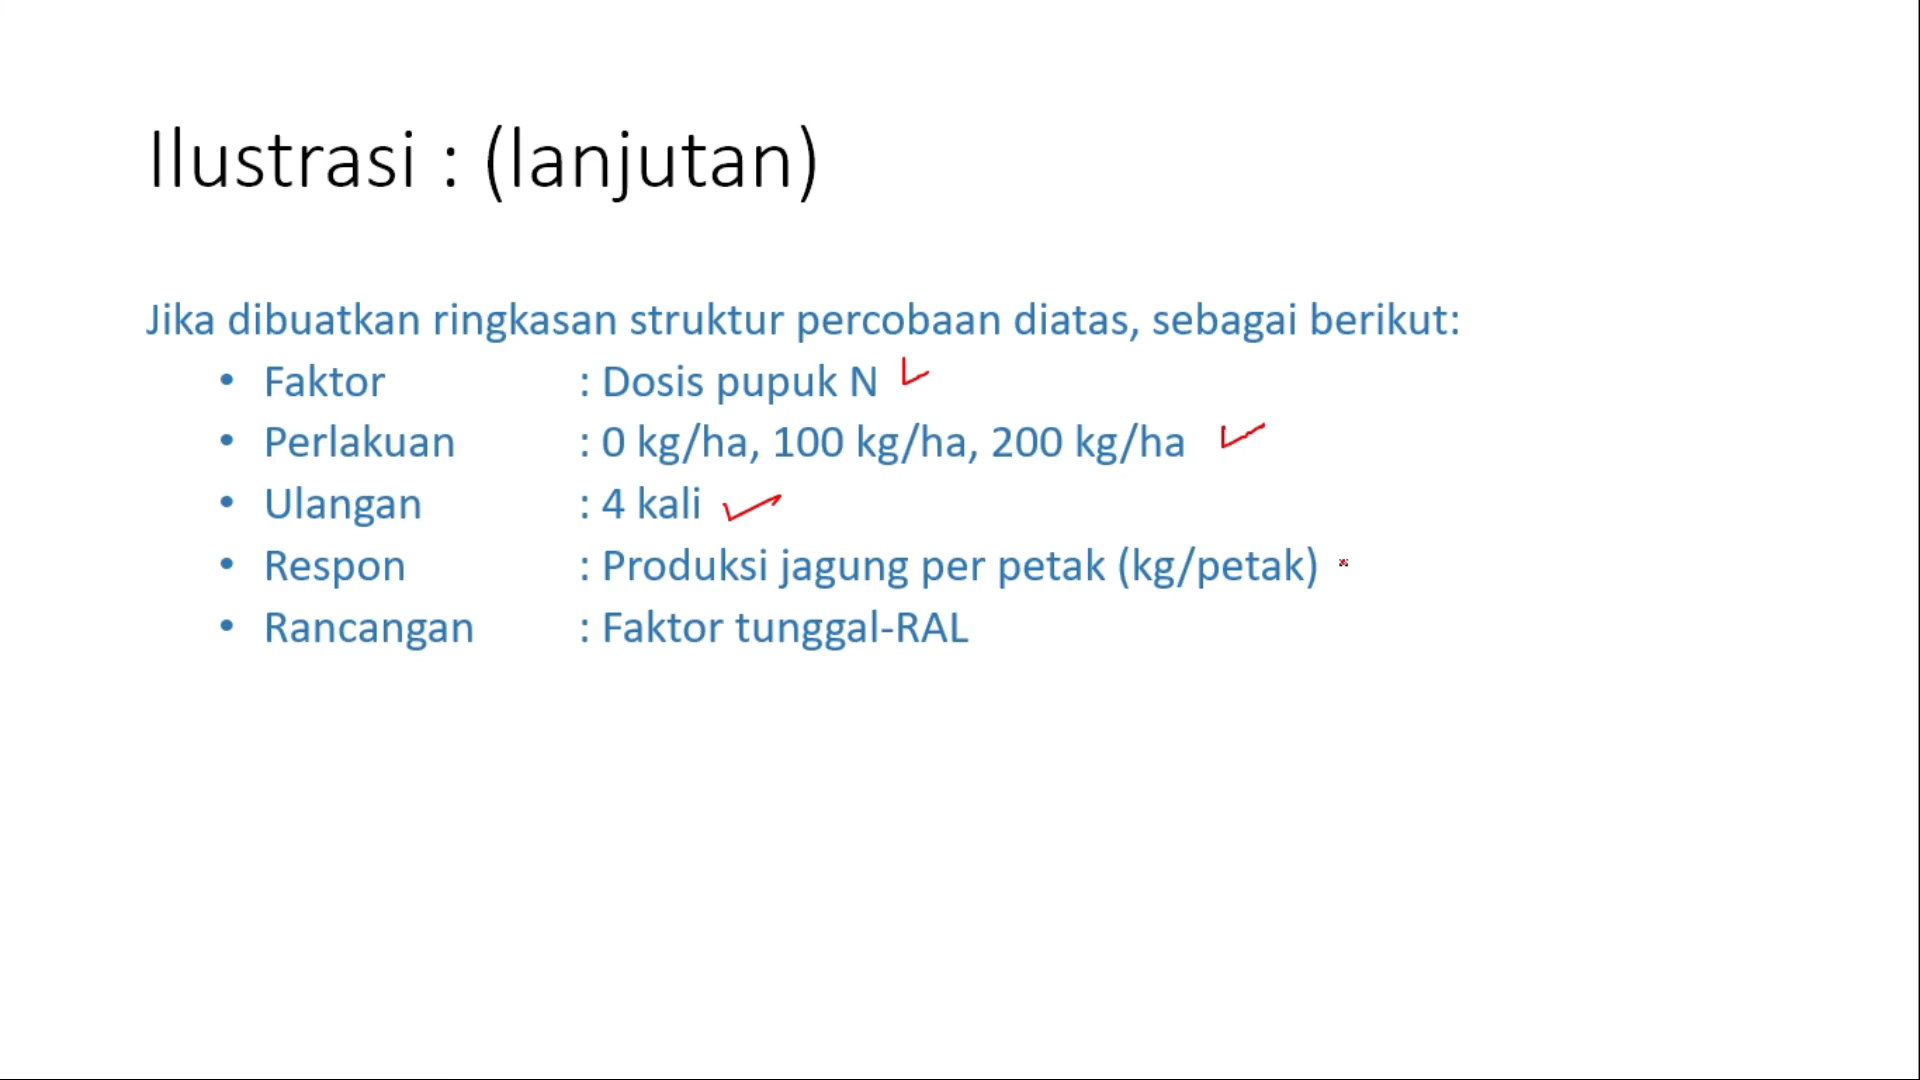 Ilustrasi : (lanjutan)
Jika dibuatkan ringkasan struktur percobaan diatas, sebagai berikut:
• Faktor : Dosis pupuk N
• Perlakuan : 0 kg/ha, 100 kg/ha, 200 kg/ha
• Ulangan : 4 kali
• Respon : Produksi jagung per petak (kg/petak)
• Rancangan : Faktor tunggal-RAL